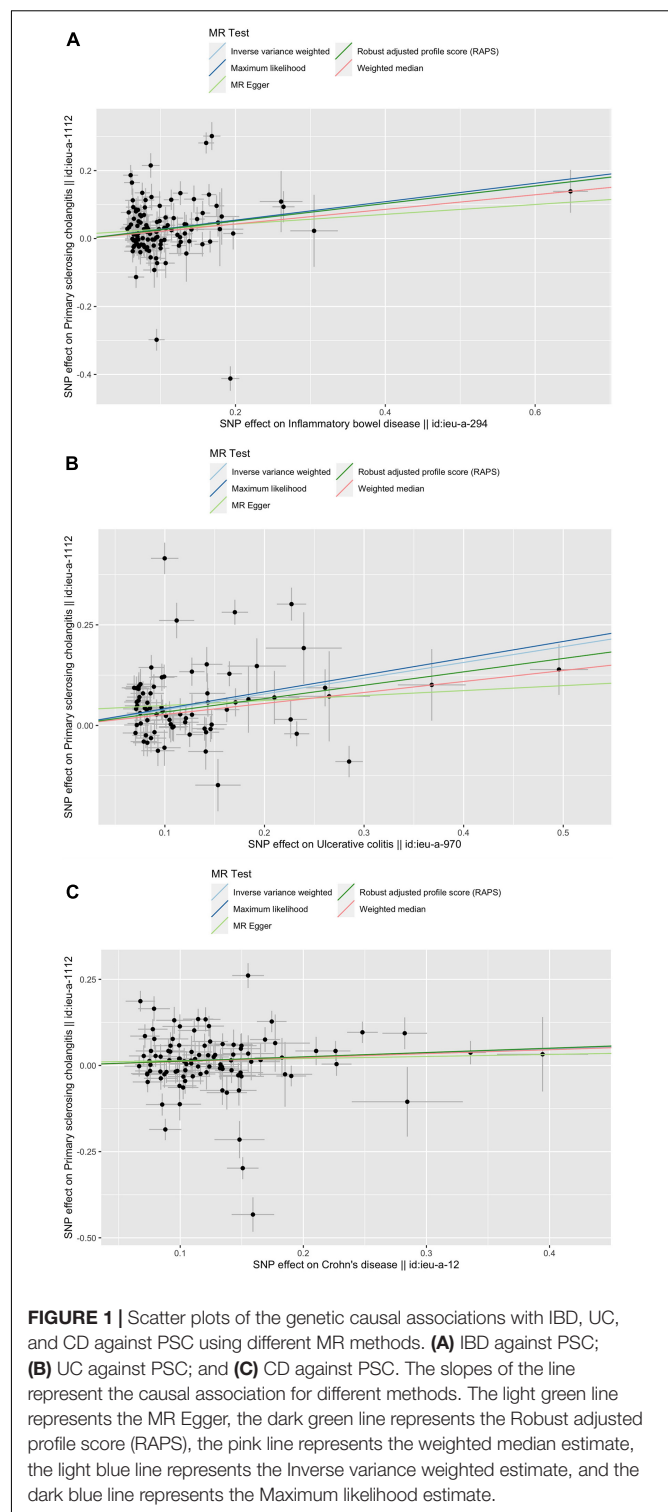 A
MR Test
Inverse variance weighted
Robust adjusted profile score (RAPS)
Maximum likelihood
Weighted median
MR Egger
SNP effect on Primary sclerosing cholangitis || id:ieu-a-1112
0.2
0.0
-0.2
-0.4
0.2
0.4
0.6
SNP effect on Inflammatory bowel disease || id:ieu-a-294
B
MR Test
Inverse variance weighted
Robust adjusted profile score (RAPS)
Maximum likelihood
Weighted median
MR Egger
SNP effect on Primary sclerosing cholangitis || id:ieu-a-1112
0.25
0.00
0.1
0.2
0.3
0.4
0.5
SNP effect on Ulcerative colitis || id:ieu-a-970
C
MR Test
Inverse variance weighted
Robust adjusted profile score (RAPS)
Maximum likelihood
Weighted median
MR Egger
SNP effect on Primary sclerosing cholangitis || id:ieu-a-1112
0.25
0.00
-0.25
-0.50
0.1
0.2
0.3
0.4
SNP effect on Crohn's disease || id:ieu-a-12
FIGURE 1 | Scatter plots of the genetic causal associations with IBD, UC,
and CD against PSC using different MR methods. (A) IBD against PSC;
(B) UC against PSC; and (C) CD against PSC. The slopes of the line
represent the causal association for different methods. The light green line
represents the MR Egger, the dark green line represents the Robust adjusted
profile score (RAPS), the pink line represents the weighted median estimate,
the light blue line represents the Inverse variance weighted estimate, and the
dark blue line represents the Maximum likelihood estimate.